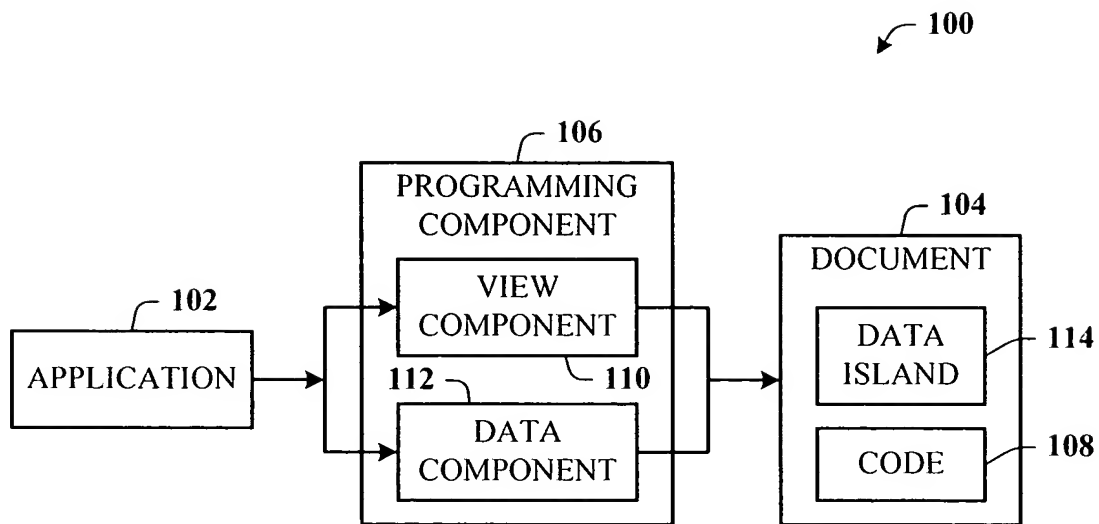 100
106
PROGRAMMING
COMPONENT
104
DOCUMENT
VIEW
COMPONENT
110
102
APPLICATION
DATA
ISLAND
114
112
DATA
COMPONENT
CODE
108